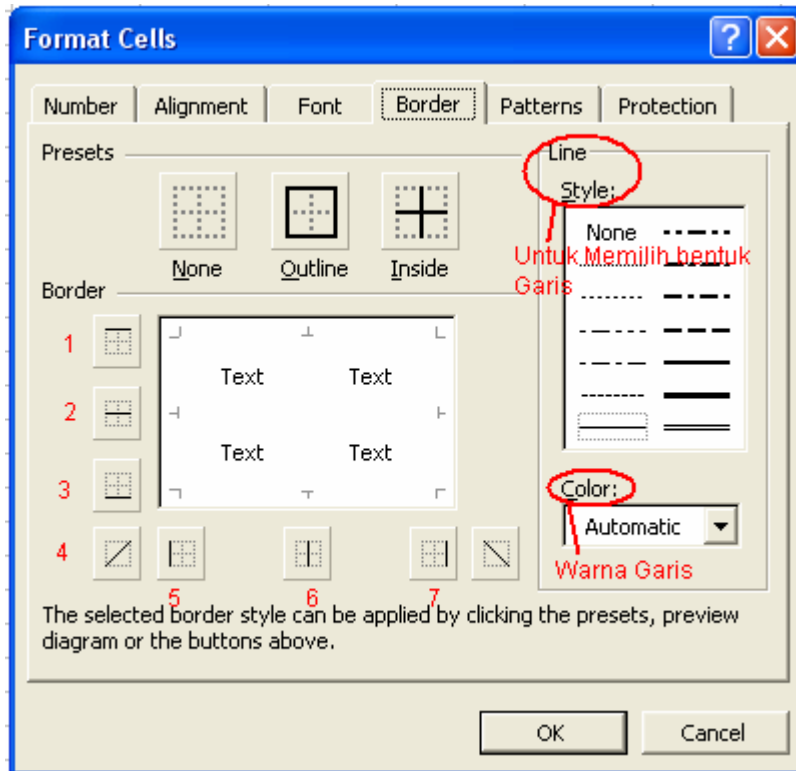 Format Cells
Number Alignment Font Border Patterns Protection
Presets
None Outline Inside
Line
Style:
None
Untuk Memilih bentuk
Garis
Border
1
2
3
4
5 6 7
Text Text
Text Text
Color:
Automatic
Warna Garis
The selected border style can be applied by clicking the presets, preview
diagram or the buttons above.
OK Cancel